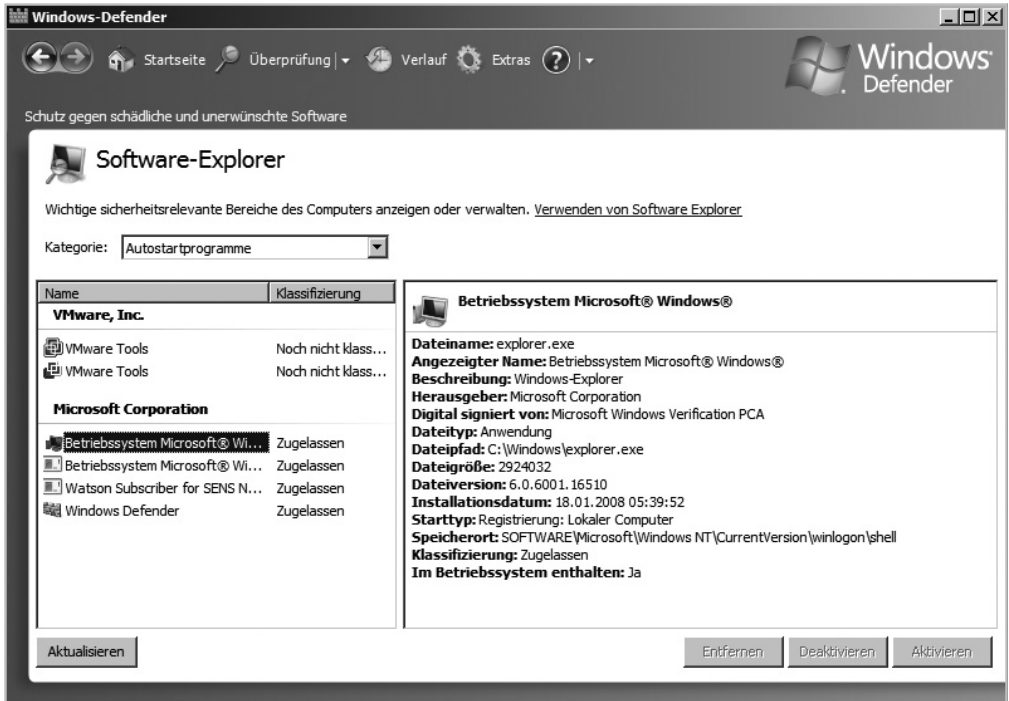 Windows-Defender
Startseite Überprüfung Verlauf Extras ?
Windows
Defender
Schutz gegen schädliche und unerwünschte Software
Software-Explorer
Wichtige sicherheitsrelevante Bereiche des Computers anzeigen oder verwalten. Verwenden von Software Explorer
Kategorie: Autostartprogramme
Name Klassifizierung
VMware, Inc.
VMware Tools Noch nicht klass...
VMware Tools Noch nicht klass...
Microsoft Corporation
Betriebssystem Microsoft® Wi... Zugelassen
Betriebssystem Microsoft® Wi... Zugelassen
Watson Subscriber for SENS N... Zugelassen
Windows Defender Zugelassen
Betriebssystem Microsoft® Windows®
Dateiname: explorer.exe
Angezeigter Name: Betriebssystem Microsoft® Windows®
Beschreibung: Windows-Explorer
Herausgeber: Microsoft Corporation
Digital signiert von: Microsoft Windows Verification PCA
Dateityp: Anwendung
Dateipfad: C:\Windows\explorer.exe
Dateigröße: 2924032
Dateiversion: 6.0.6001.16510
Installationsdatum: 18.01.2008 05:39:52
Starttyp: Registrierung: Lokaler Computer
Speicherort: SOFTWARE\Microsoft\Windows NT\CurrentVersion\winlogon\shell
Klassifizierung: Zugelassen
Im Betriebssystem enthalten: Ja
Aktualisieren Entfernen Deaktivieren Aktivieren